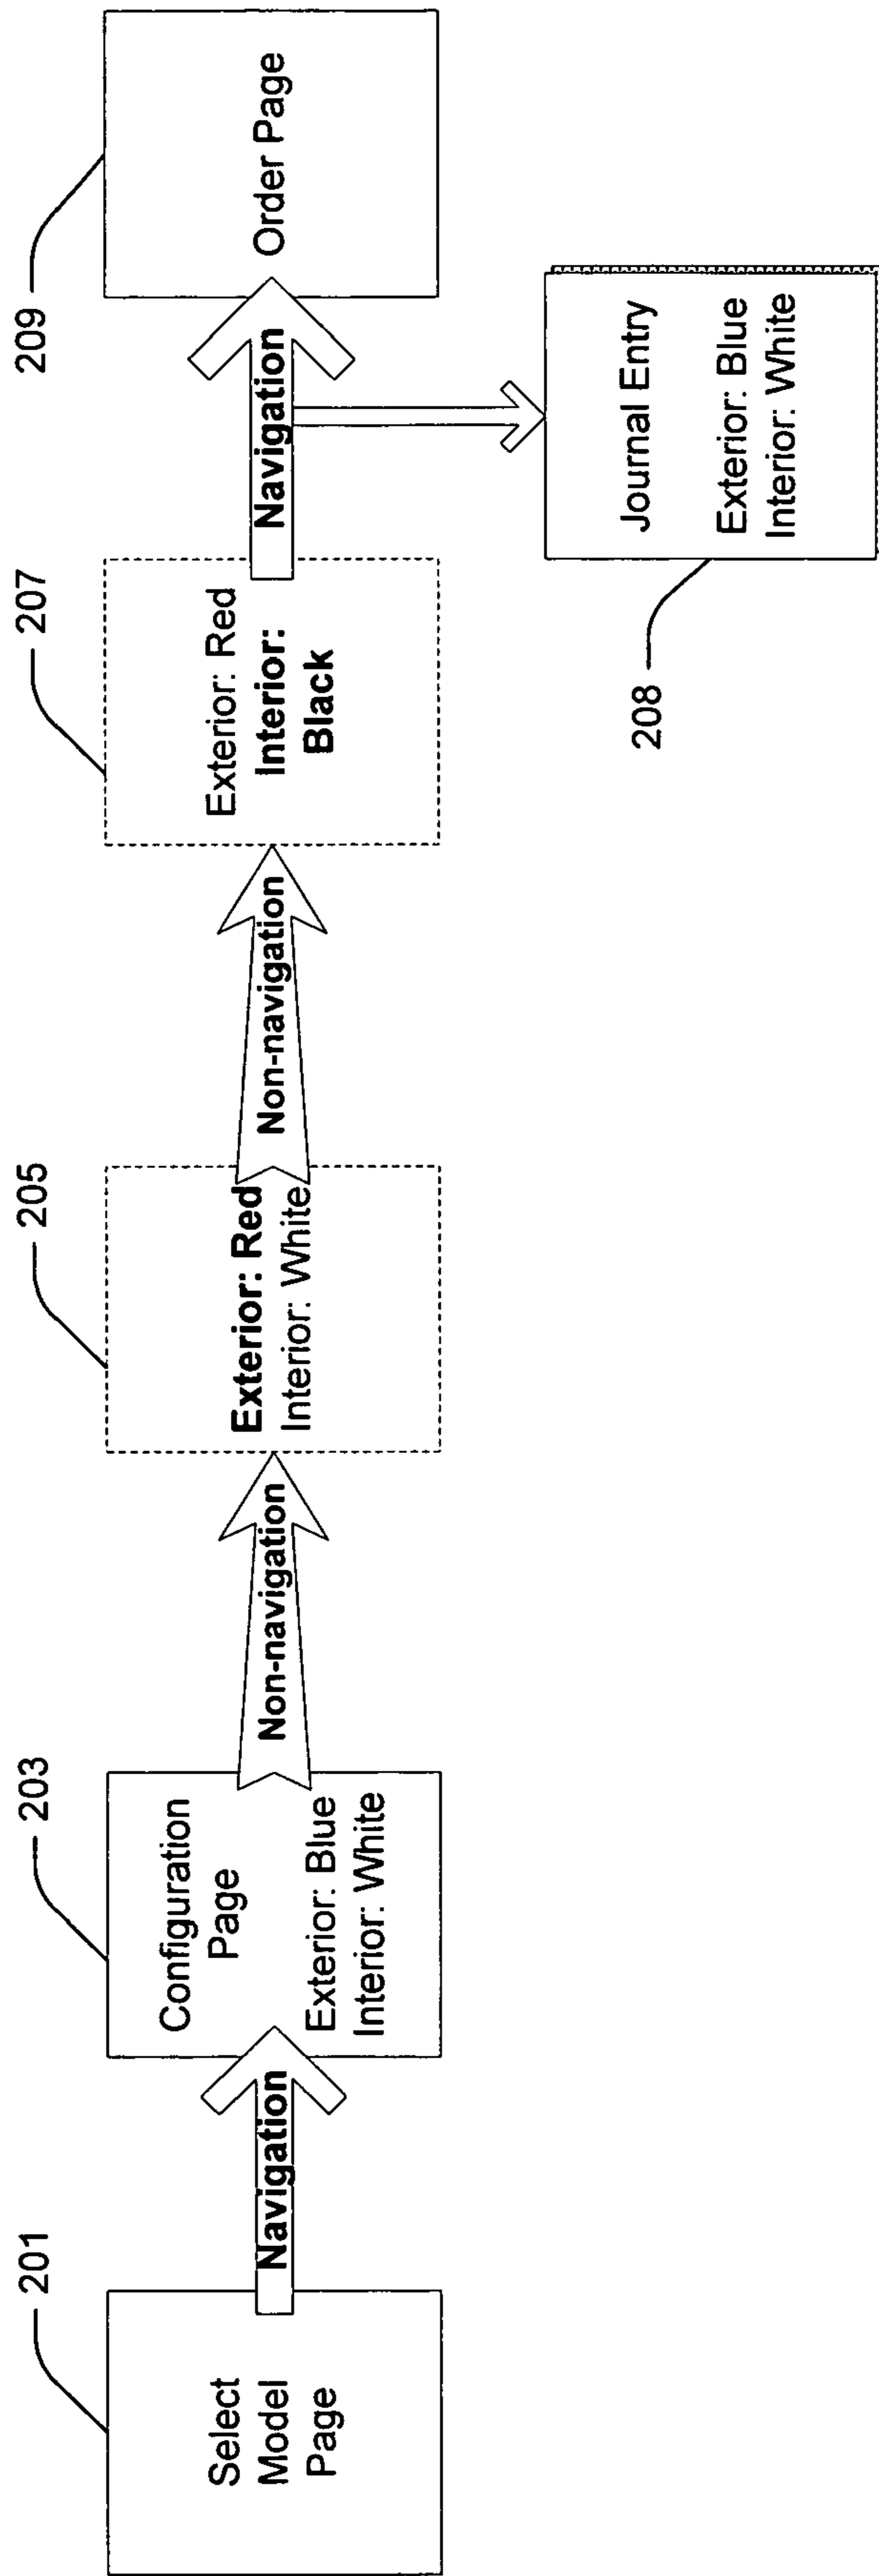 201
Select
Model
Page
Navigation
203
Configuration
Page
Exterior: Blue
Interior: White
Non-navigation
205
Exterior: Red
Interior: White
Non-navigation
207
Exterior: Red
Interior:
Black
Navigation
209
Order Page
208
Journal Entry
Exterior: Blue
Interior: White